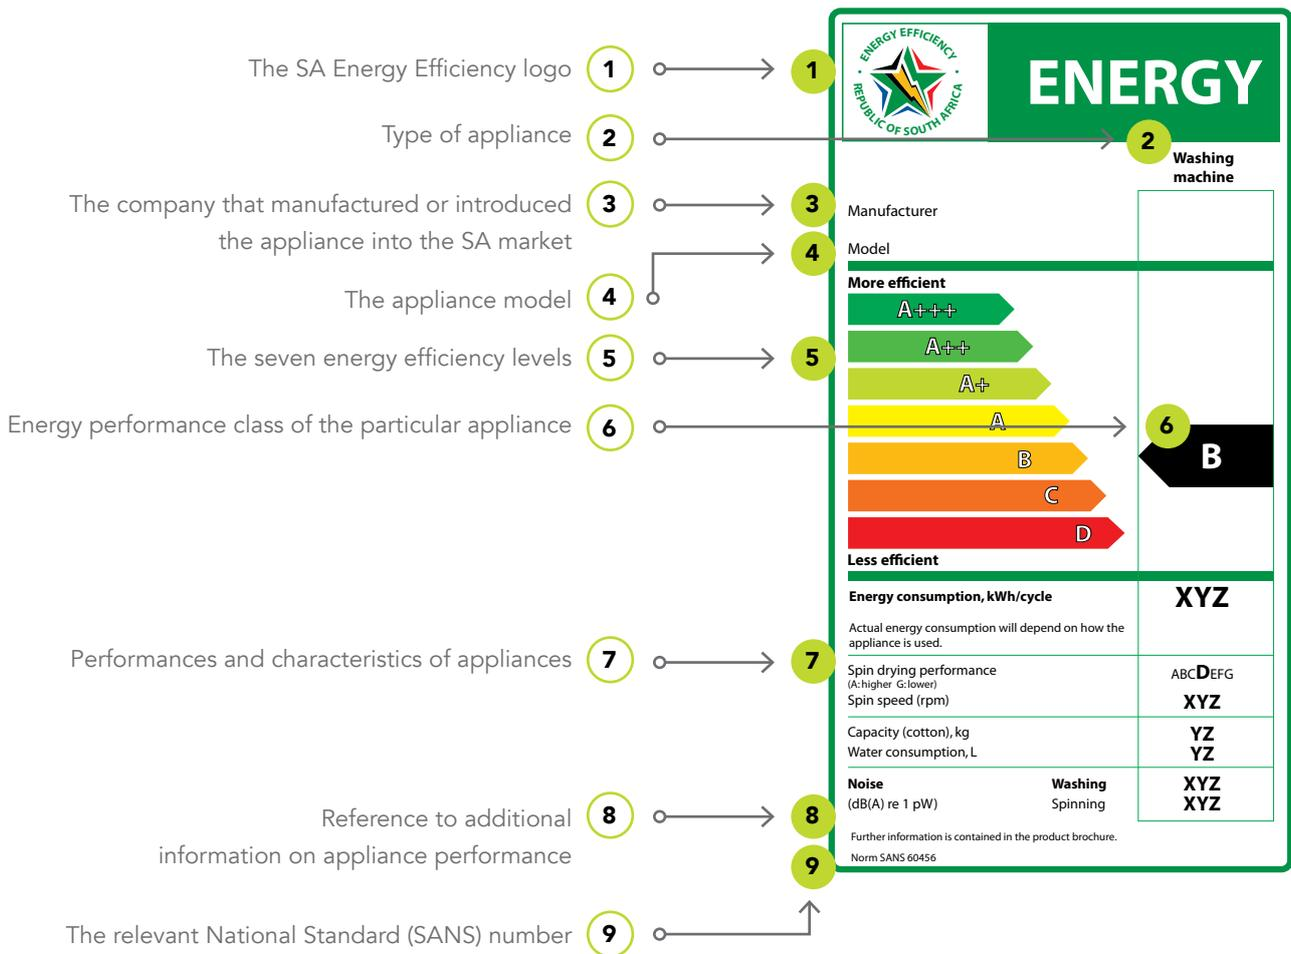 The SA Energy Efficiency logo 1
Type of appliance 2
The company that manufactured or introduced
the appliance into the SA market 3
The appliance model 4
The seven energy efficiency levels 5
Energy performance class of the particular appliance 6
Performances and characteristics of appliances 7
Reference to additional
information on appliance performance 8
The relevant National Standard (SANS) number 9
1
ENERGY EFFICIENCY
REPUBLIC OF SOUTH AFRICA
ENERGY
2
Washing
machine
3
Manufacturer
4
Model
More efficient
A+++
A++
5
A+
A
6
B
B
C
D
Less efficient
Energy consumption, kWh/cycle XYZ
Actual energy consumption will depend on how the
appliance is used.
7
Spin drying performance ABCDEFG
(A: higher G: lower)
Spin speed (rpm) XYZ
Capacity (cotton), kg YZ
Water consumption, L YZ
Noise Washing XYZ
(dB(A) re 1 pW) Spinning XYZ
8
Further information is contained in the product brochure.
9
Norm SANS 60456